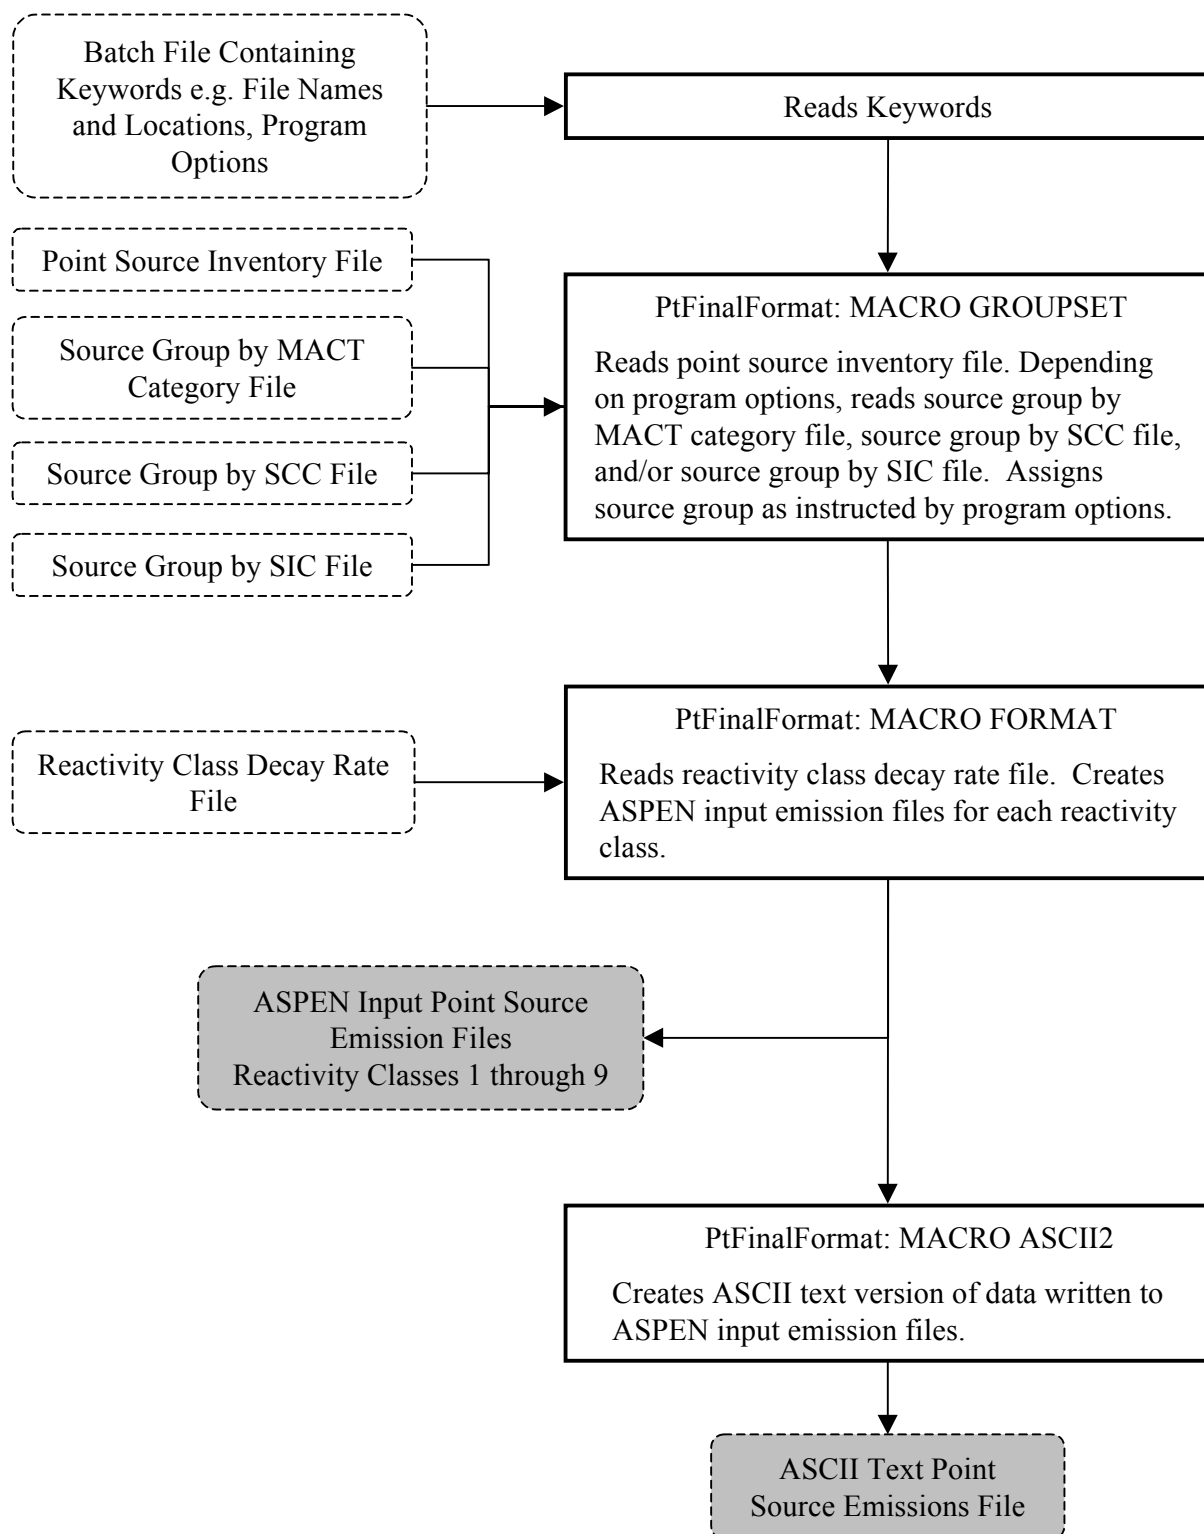 Batch File Containing
Keywords e.g. File Names
and Locations, Program
Options
Reads Keywords
Point Source Inventory File
Source Group by MACT
Category File
Source Group by SCC File
Source Group by SIC File
PtFinalFormat: MACRO GROUPSET
Reads point source inventory file. Depending
on program options, reads source group by
MACT category file, source group by SCC file,
and/or source group by SIC file.  Assigns
source group as instructed by program options.
Reactivity Class Decay Rate
File
PtFinalFormat: MACRO FORMAT
Reads reactivity class decay rate file.  Creates
ASPEN input emission files for each reactivity
class.
ASPEN Input Point Source
Emission Files
Reactivity Classes 1 through 9
PtFinalFormat: MACRO ASCII2
Creates ASCII text version of data written to
ASPEN input emission files.
ASCII Text Point
Source Emissions File